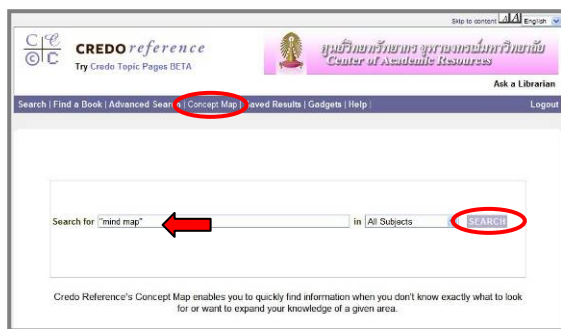 Skip to content A A English
CREDO reference
Try Credo Topic Pages BETA
ศูนย์วิทยทรัพยากร จุฬาลงกรณ์มหาวิทยาลัย
Center of Academic Resources
Ask a Librarian
Search | Find a Book | Advanced Search | Concept Map | Saved Results | Gadgets | Help | Logout
Search for "mind map" in All Subjects SEARCH
Credo Reference's Concept Map enables you to quickly find information when you don't know exactly what to look
for or want to expand your knowledge of a given area.